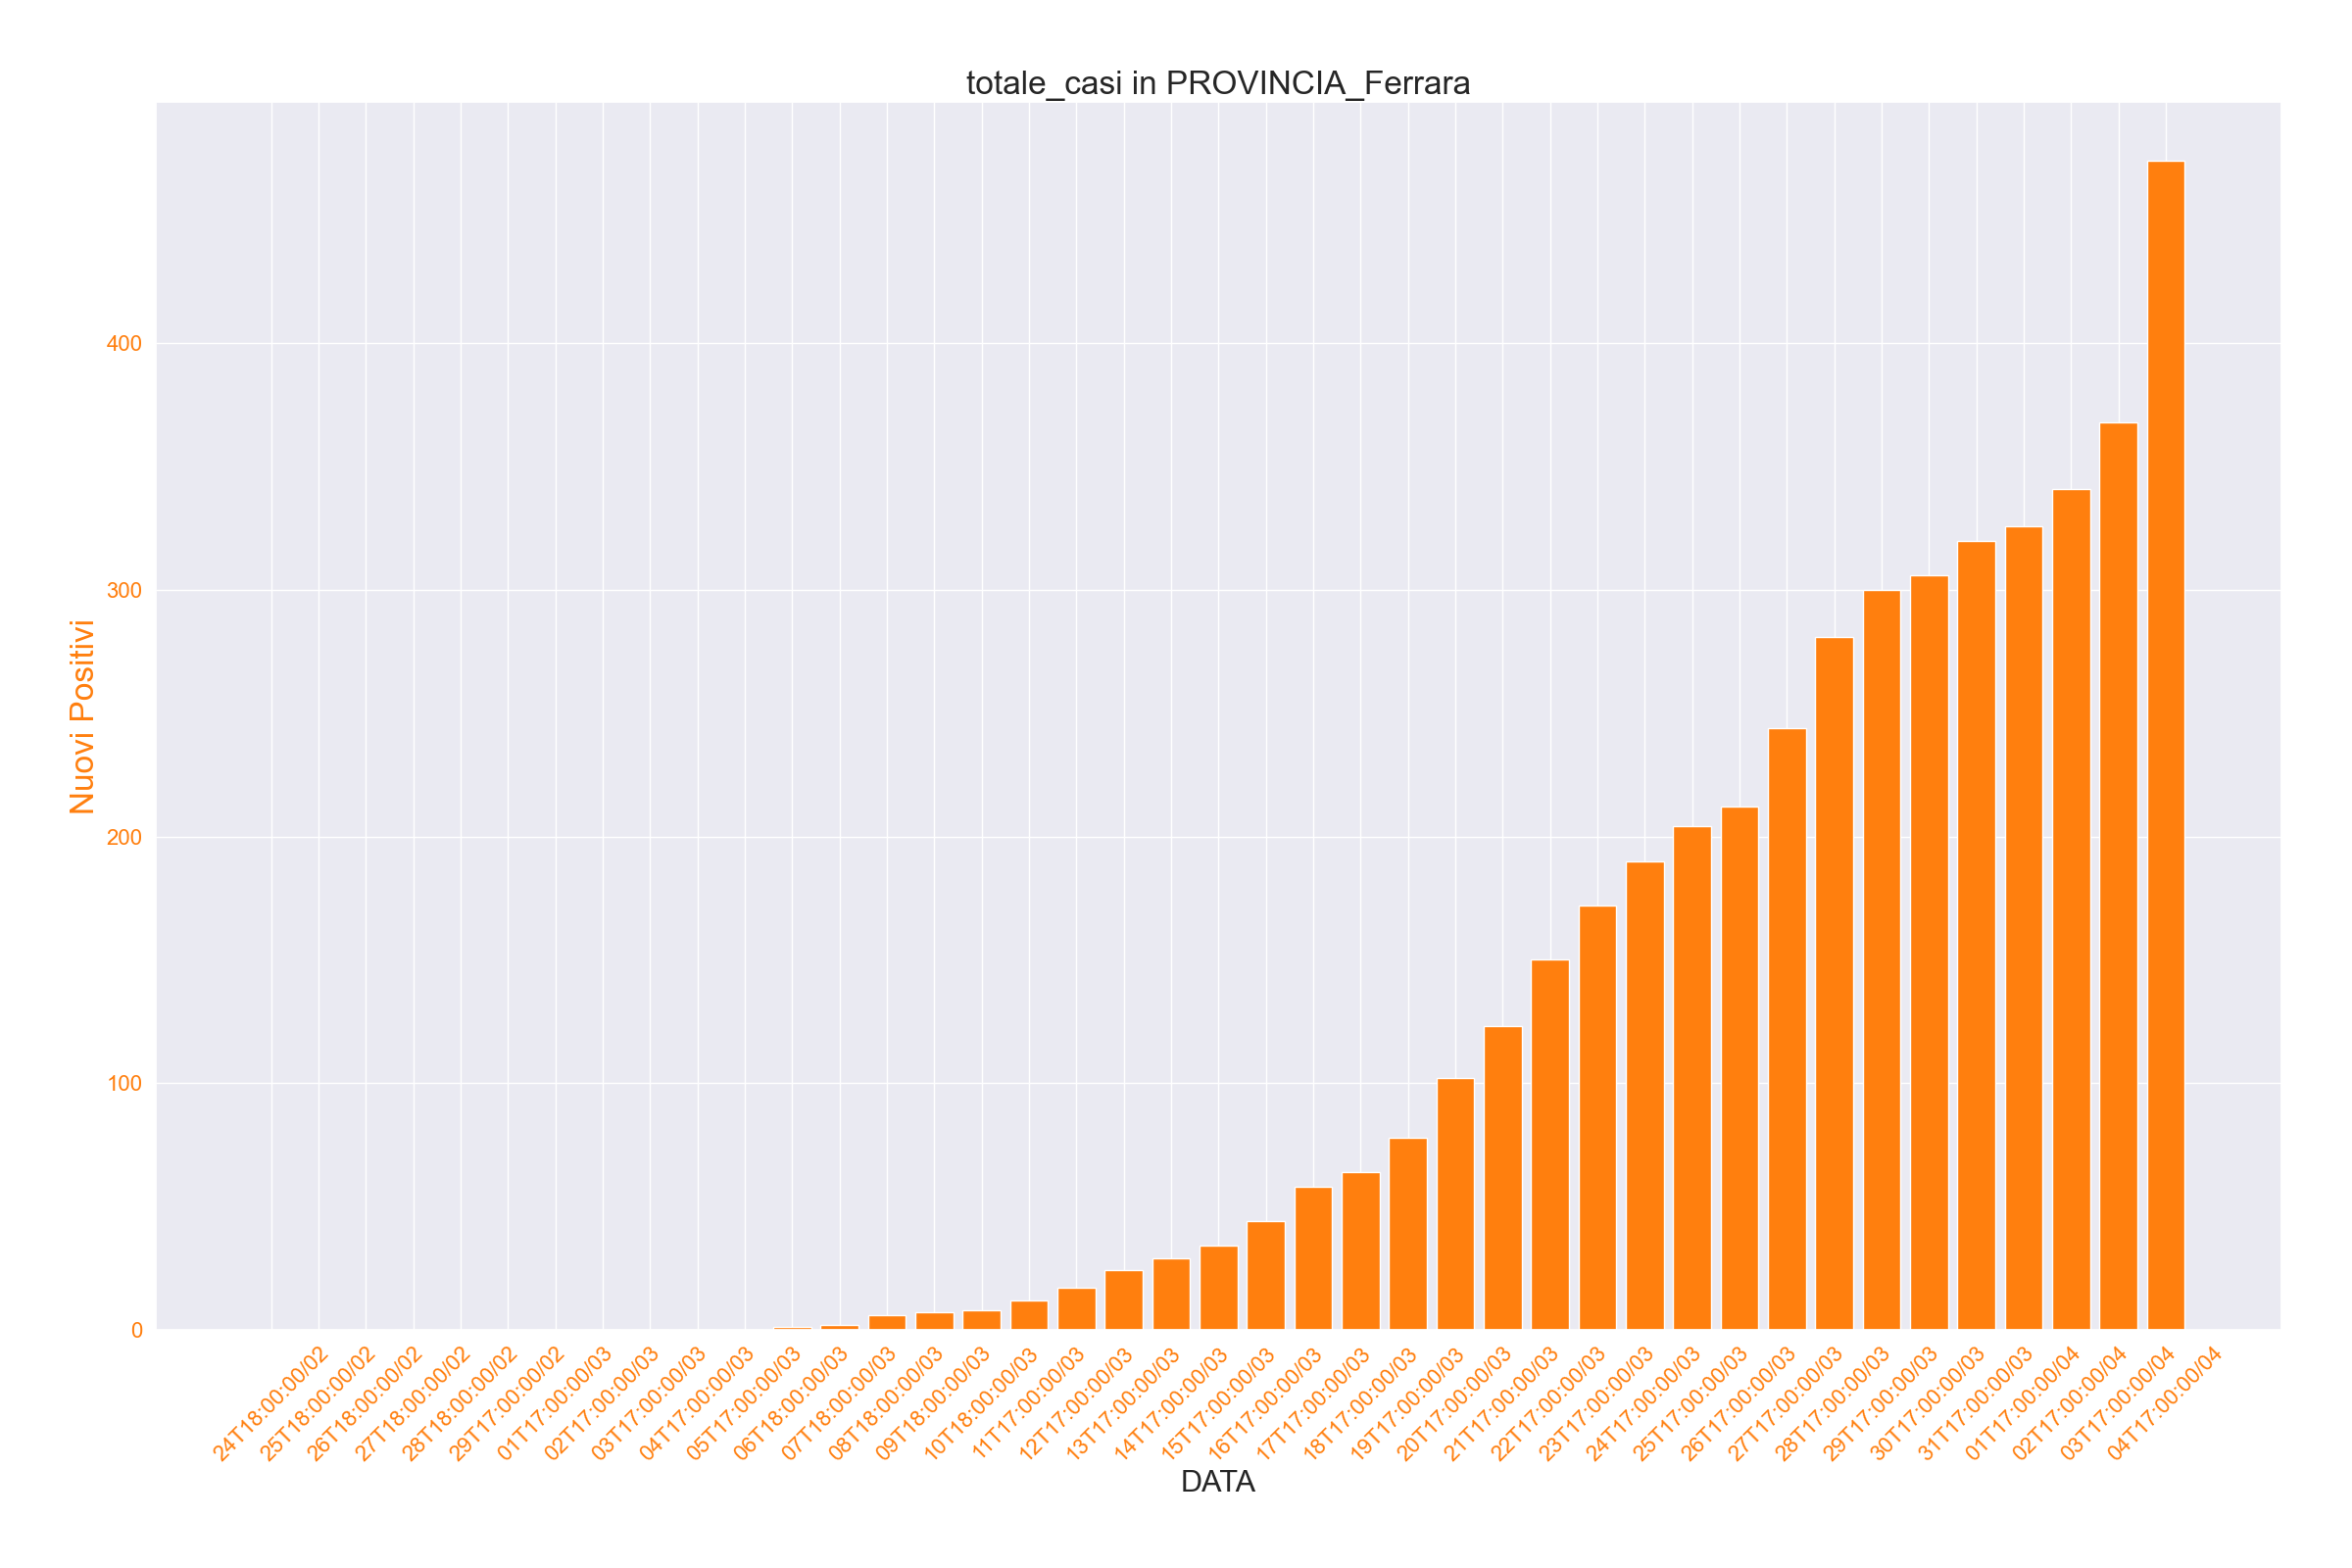 totale_casi in PROVINCIA_Ferrara
Nuovi Positivi
400
300
200
100
0
24T18:00:00/02
25T18:00:00/02
26T18:00:00/02
27T18:00:00/02
28T18:00:00/02
29T17:00:00/02
01T17:00:00/03
02T17:00:00/03
03T17:00:00/03
04T17:00:00/03
05T17:00:00/03
06T18:00:00/03
07T18:00:00/03
08T18:00:00/03
09T18:00:00/03
10T18:00:00/03
11T17:00:00/03
12T17:00:00/03
13T17:00:00/03
14T17:00:00/03
15T17:00:00/03
16T17:00:00/03
17T17:00:00/03
18T17:00:00/03
19T17:00:00/03
20T17:00:00/03
21T17:00:00/03
22T17:00:00/03
23T17:00:00/03
24T17:00:00/03
25T17:00:00/03
26T17:00:00/03
27T17:00:00/03
28T17:00:00/03
29T17:00:00/03
30T17:00:00/03
31T17:00:00/03
01T17:00:00/04
02T17:00:00/04
03T17:00:00/04
04T17:00:00/04
DATA